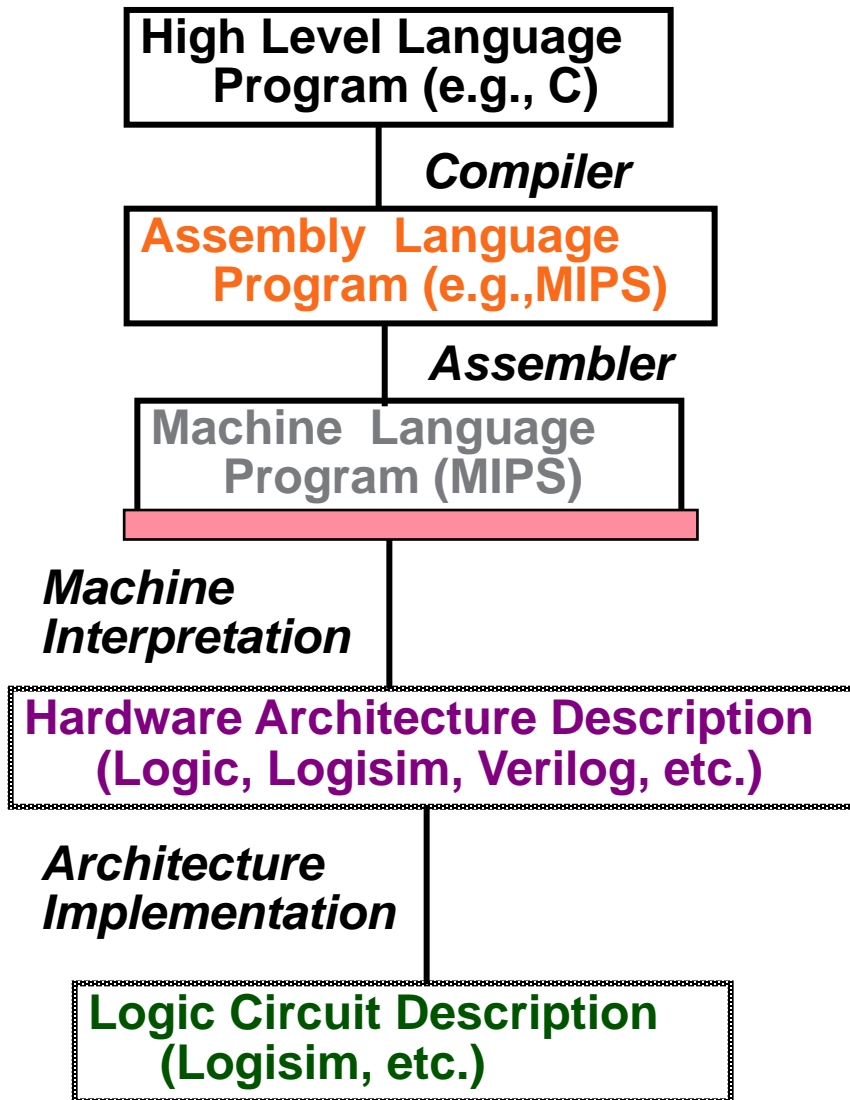 High Level Language
Program (e.g., C)
Compiler
Assembly Language
Program (e.g.,MIPS)
Assembler
Machine Language
Program (MIPS)
Machine
Interpretation
Hardware Architecture Description
(Logic, Logisim, Verilog, etc.)
Architecture
Implementation
Logic Circuit Description
(Logisim, etc.)